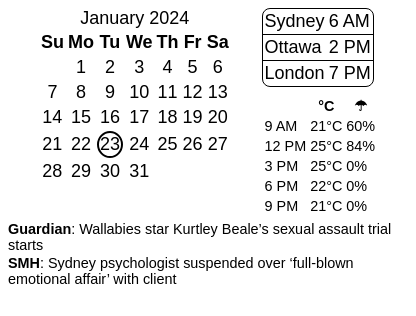 January 2024
Su Mo Tu We Th Fr Sa
1 2 3 4 5 6
7 8 9 10 11 12 13
14 15 16 17 18 19 20
21 22 23 24 25 26 27
28 29 30 31
Sydney 6 AM
Ottawa 2 PM
London 7 PM
°C ☂
9 AM 21°C 60%
12 PM 25°C 84%
3 PM 25°C 0%
6 PM 22°C 0%
9 PM 21°C 0%
Guardian: Wallabies star Kurtley Beale’s sexual assault trial
starts
SMH: Sydney psychologist suspended over ‘full-blown
emotional affair’ with client